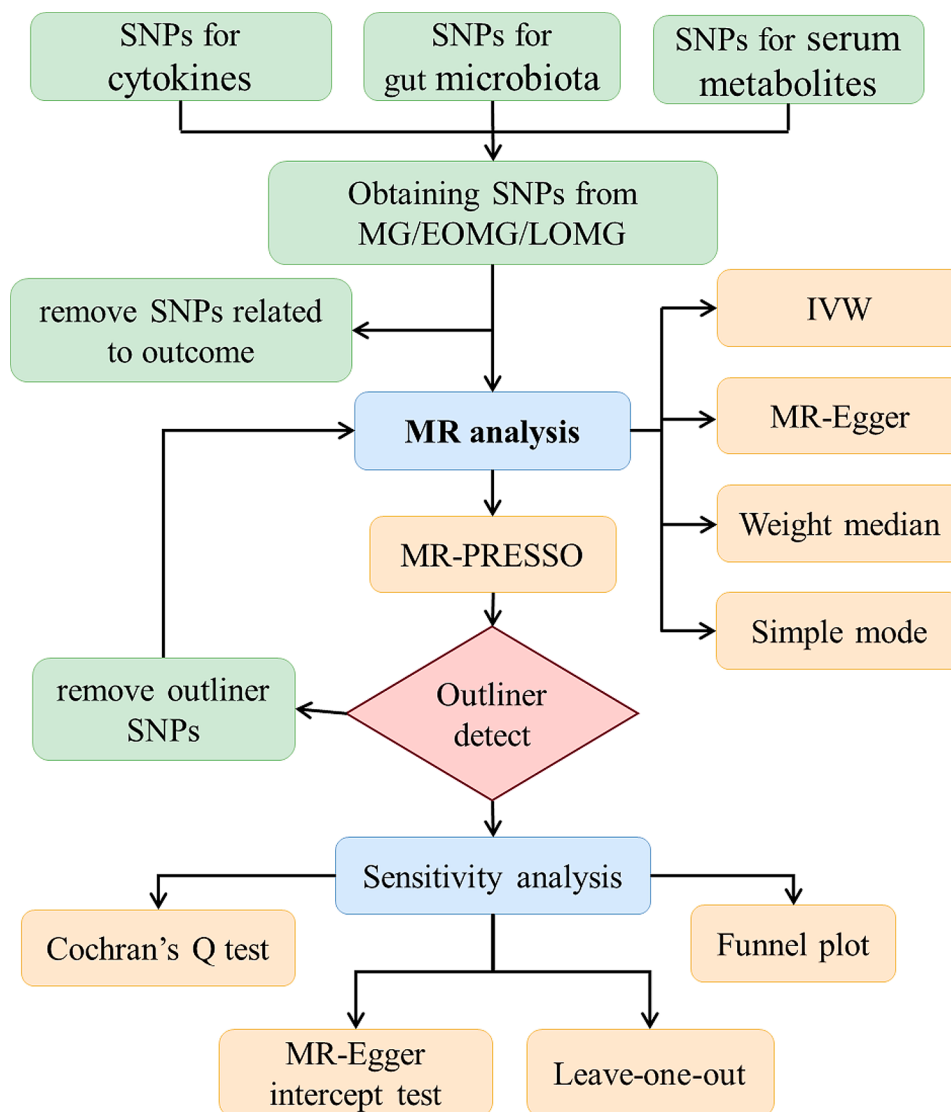 SNPs for
cytokines
SNPs for
gut microbiota
SNPs for serum
metabolites
Obtaining SNPs from
MG/EOMG/LOMG
remove SNPs related
to outcome
IVW
MR analysis
MR-Egger
Weight median
MR-PRESSO
Simple mode
remove outliner
SNPs
Outliner
detect
Sensitivity analysis
Cochran’s Q test
Funnel plot
MR-Egger
intercept test
Leave-one-out